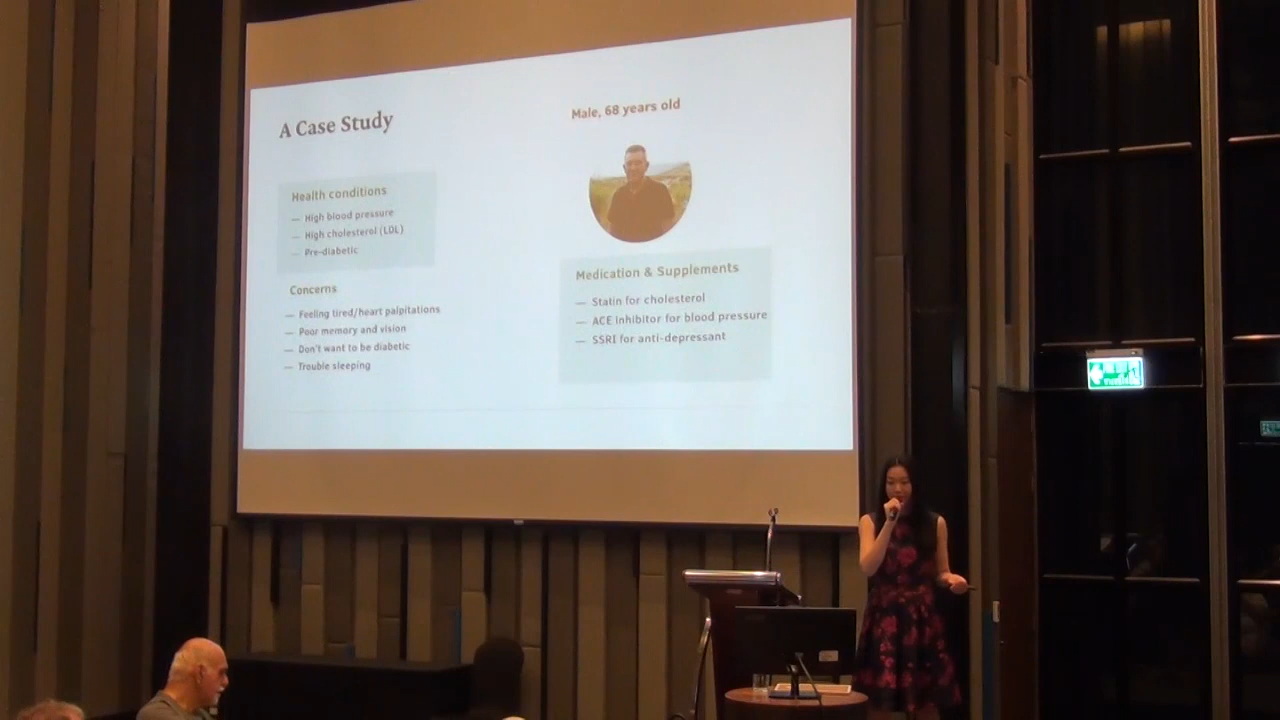 A Case Study
Health conditions
— High blood pressure
— High cholesterol (LDL)
— Pre-diabetic
Concerns
— Feeling tired/heart palpitations
— Poor memory and vision
— Don't want to be diabetic
— Trouble sleeping
Male, 68 years old
Medication & Supplements
— Statin for cholesterol
— ACE inhibitor for blood pressure
— SSRI for anti-depressant